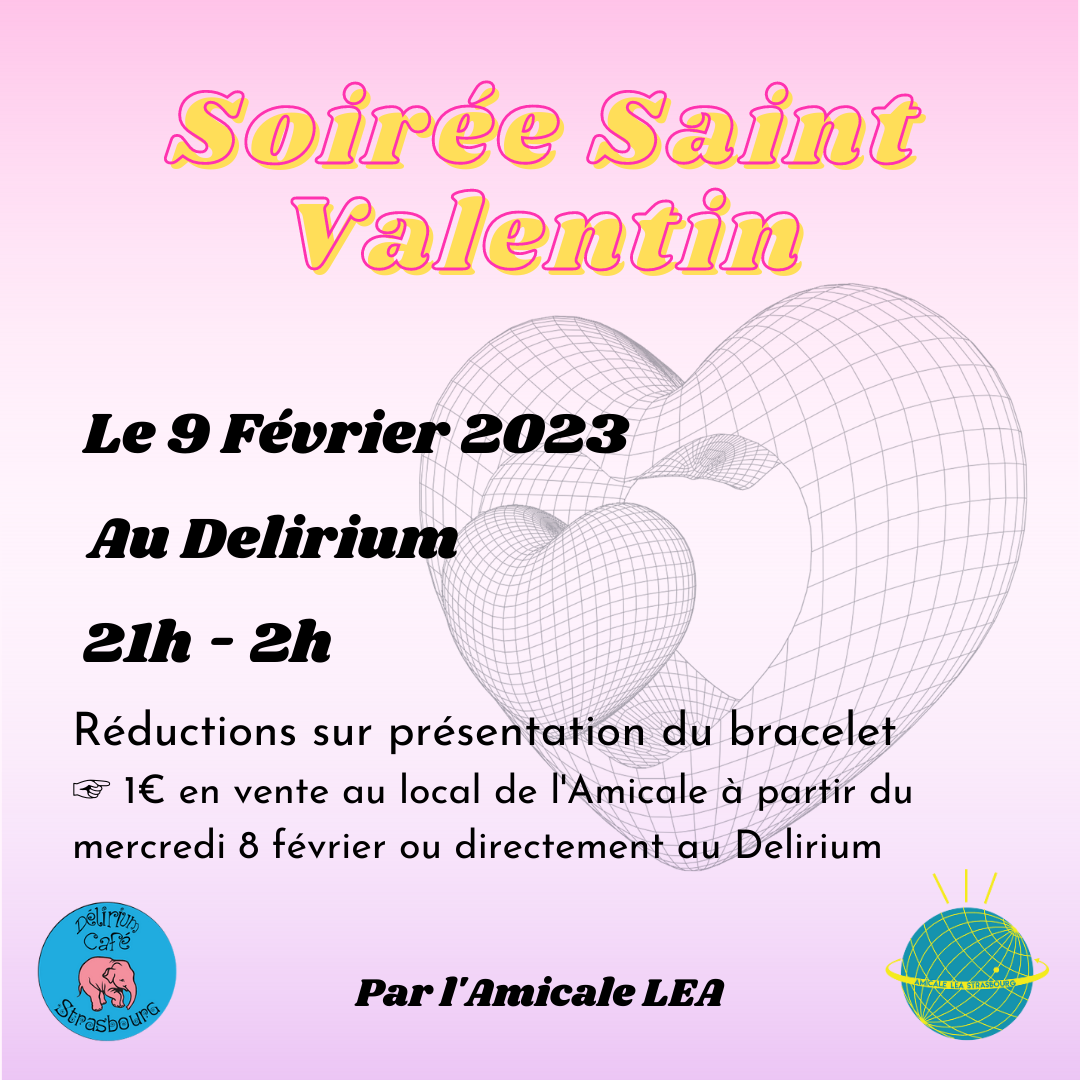 Soirée Saint
Valentin
Le 9 Février 2023
Au Delirium
21h - 2h
Réductions sur présentation du bracelet
☞ 1€ en vente au local de l'Amicale à partir du
mercredi 8 février ou directement au Delirium
Délirium
Café
Strasbourg
Par l'Amicale LEA
AMICALE LEA STRASBOURG